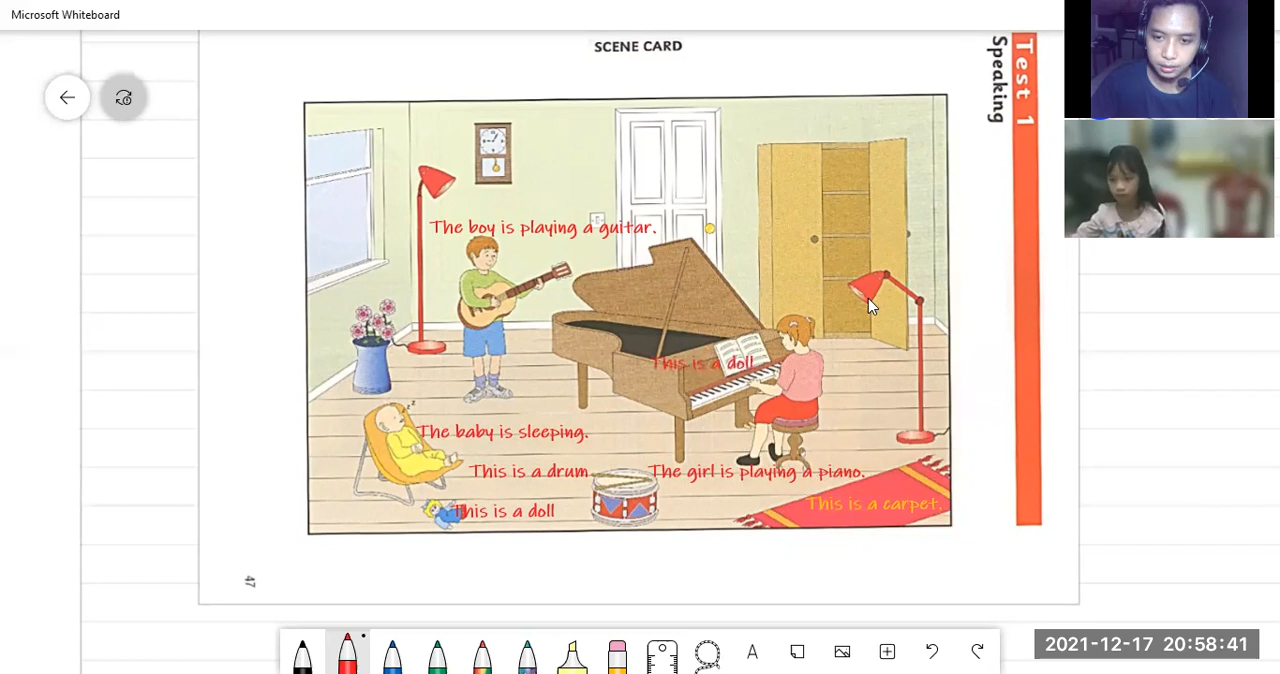 Microsoft Whiteboard
SCENE CARD
Test 1
Speaking
The boy is playing a guitar.
This is a doll
The baby is sleeping.
This is a drum
The girl is playing a piano.
This is a carpet.
This is a doll
47
A
2021-12-17 20:58:41